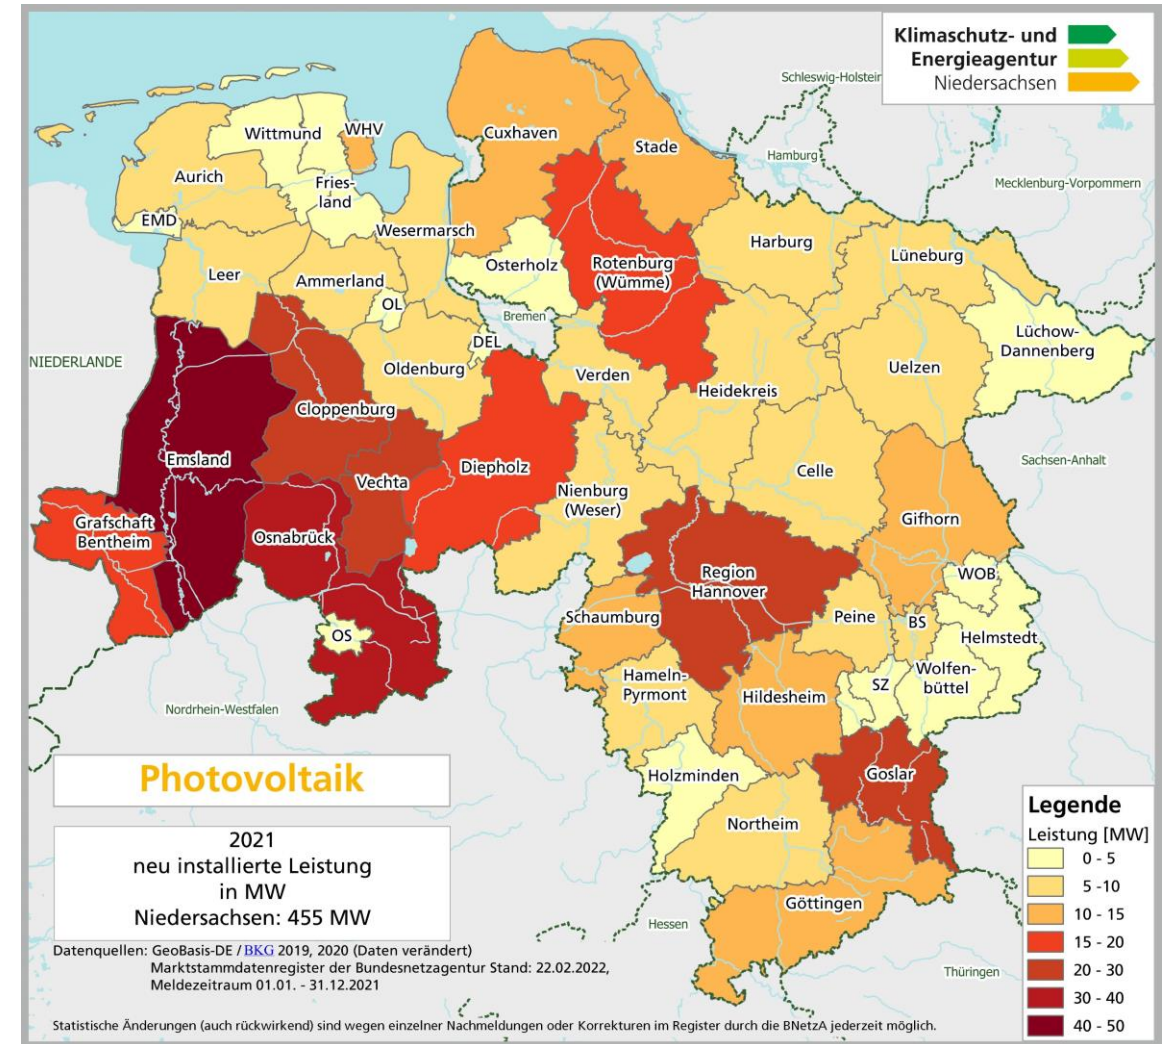 Klimaschutz- und
Energieagentur
Niedersachsen
Schleswig-Holstein
Hamburg
Mecklenburg-Vorpommern
Wittmund
WHV
Cuxhaven
Stade
Aurich
Fries-
land
EMD
Wesermarsch
Harburg
Lüneburg
Osterholz
Rotenburg
(Wümme)
Leer
Ammerland
OL
Bremen
Lüchow-
Dannenberg
DEL
NIEDERLANDE
Oldenburg
Verden
Heidekreis
Uelzen
Cloppenburg
Emsland
Vechta
Diepholz
Celle
Sachsen-Anhalt
Nienburg
(Weser)
Grafschaft
Bentheim
Osnabrück
Gifhorn
Region
Hannover
WOB
Schaumburg
Peine
BS
OS
Helmstedt
Hameln-
Pyrmont
Hildesheim
SZ
Wolfen-
büttel
Nordrhein-Westfalen
Holzminden
Goslar
Northeim
Göttingen
Hessen
Thüringen
Photovoltaik
2021
neu installierte Leistung
in MW
Niedersachsen: 455 MW
Legende
Leistung [MW]
0 - 5
5 -10
10 - 15
15 - 20
20 - 30
30 - 40
40 - 50
Datenquellen: GeoBasis-DE / BKG 2019, 2020 (Daten verändert)
Marktstammdatenregister der Bundesnetzagentur Stand: 22.02.2022,
Meldezeitraum 01.01. - 31.12.2021
Statistische Änderungen (auch rückwirkend) sind wegen einzelner Nachmeldungen oder Korrekturen im Register durch die BNetzA jederzeit möglich.